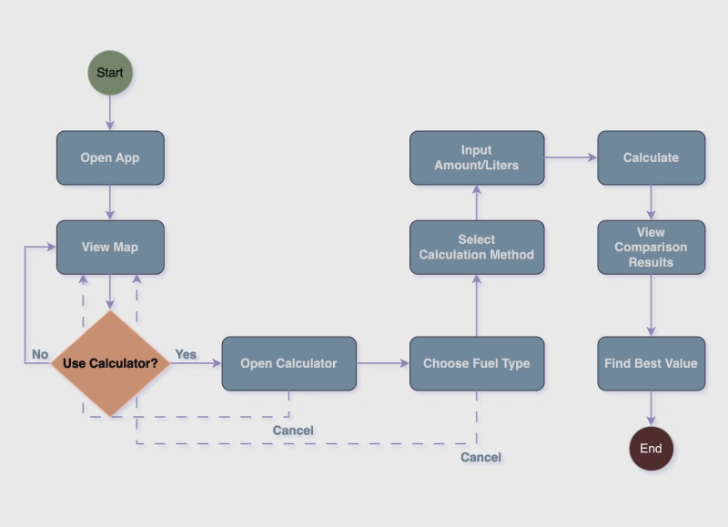 Start
Open App
View Map
No
Use Calculator?
Yes
Open Calculator
Cancel
Choose Fuel Type
Cancel
Select
Calculation Method
Input
Amount/Liters
Calculate
View
Comparison
Results
Find Best Value
End